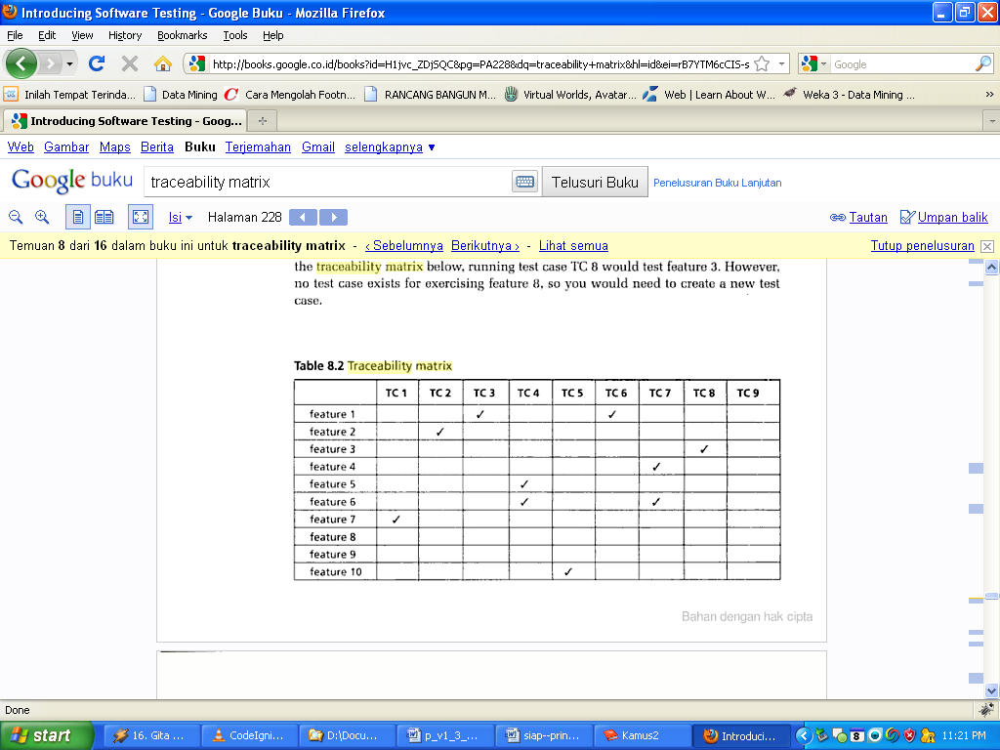 Introducing Software Testing - Google Buku - Mozilla Firefox
File Edit View History Bookmarks Tools Help
http://books.google.co.id/books?id=H1jvc_ZDj5QC&pg=PA228&dq=traceability+matrix&hl=id&ei=rB7YTM6cCIS-s
Google
Inilah Tempat Terinda... Data Mining Cara Mengolah Footn... RANCANG BANGUN M... Virtual Worlds, Avatar... Web | Learn About W... Weka 3 - Data Mining ... »
Introducing Software Testing - Goog...
Web Gambar Maps Berita Buku Terjemahan Gmail selengkapnya ▼
Google buku traceability matrix Telusuri Buku Penelusuran Buku Lanjutan
Isi Halaman 228 Tautan Umpan balik
Temuan 8 dari 16 dalam buku ini untuk traceability matrix - ‹ Sebelumnya Berikutnya › - Lihat semua Tutup penelusuran
the traceability matrix below, running test case TC 8 would test feature 3. However,
no test case exists for exercising feature 8, so you would need to create a new test
case.
Table 8.2 Traceability matrix
TC 1 TC 2 TC 3 TC 4 TC 5 TC 6 TC 7 TC 8 TC 9
feature 1 ✓ ✓
feature 2 ✓
feature 3 ✓
feature 4 ✓
feature 5 ✓
feature 6 ✓ ✓
feature 7 ✓
feature 8
feature 9
feature 10 ✓
Bahan dengan hak cipta
Done
start 16. Gita ... CodeIgni... D:\Docu... p_v1_3_... siap--prin... Kamus2 Introduci... 8 11:21 PM